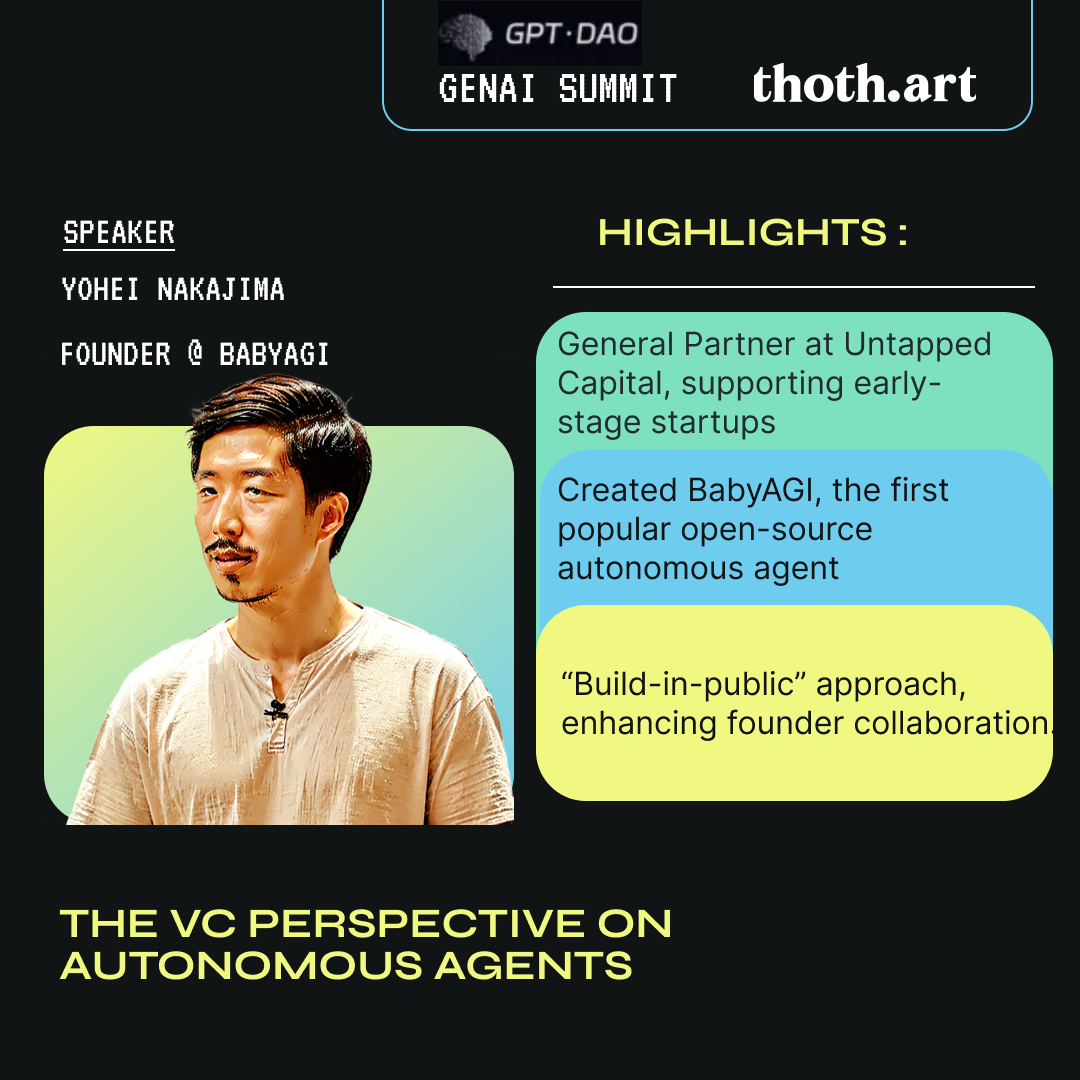 GPT·DAO
GENAI SUMMIT
thoth.art
SPEAKER
YOHEI NAKAJIMA
FOUNDER @ BABYAGI
HIGHLIGHTS :
General Partner at Untapped
Capital, supporting early-
stage startups
Created BabyAGI, the first
popular open-source
autonomous agent
“Build-in-public” approach,
enhancing founder collaboration.
THE VC PERSPECTIVE ON
AUTONOMOUS AGENTS